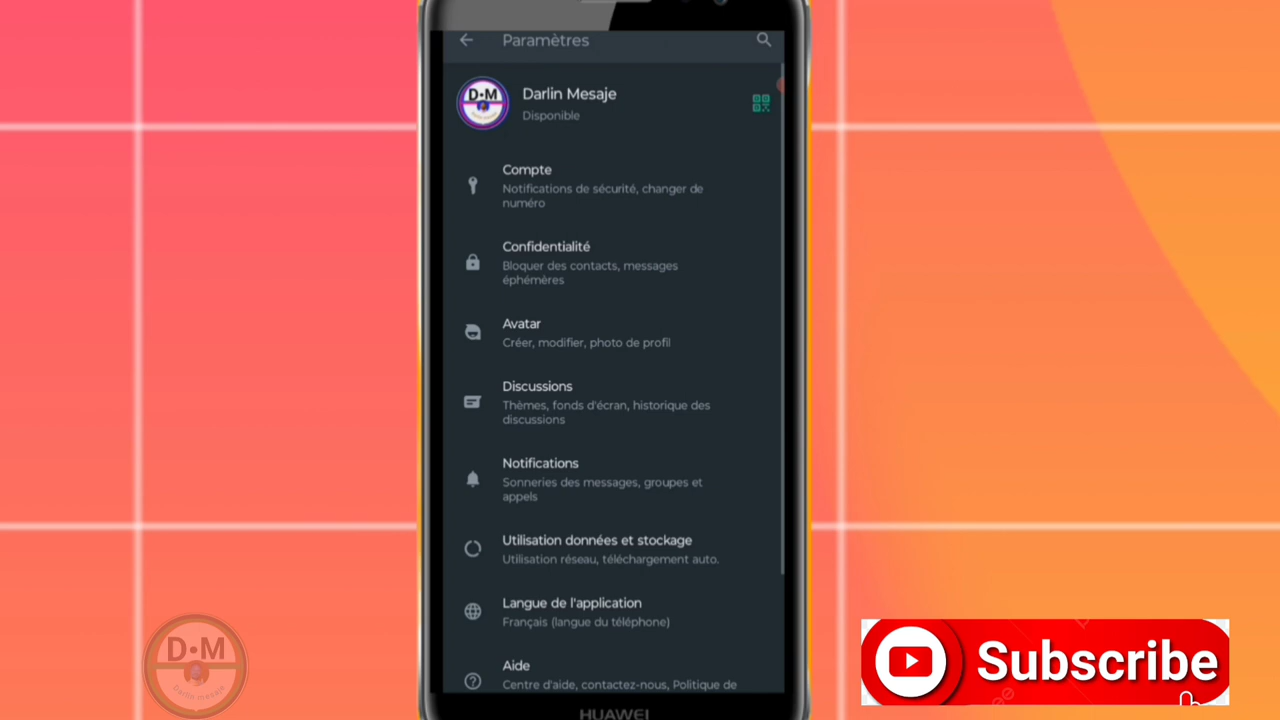 Paramètres
D•M
Darlin Mesaje
Disponible
Compte
Notifications de sécurité, changer de
numéro
Confidentialité
Bloquer des contacts, messages
éphémères
Avatar
Créer, modifier, photo de profil
Discussions
Thèmes, fonds d'écran, historique des
discussions
Notifications
Sonneries des messages, groupes et
appels
Utilisation données et stockage
Utilisation réseau, téléchargement auto.
Langue de l'application
Français (langue du téléphone)
Aide
Centre d'aide, contactez-nous, Politique de
HUAWEI
D•M
Darlin mesaje
Subscribe